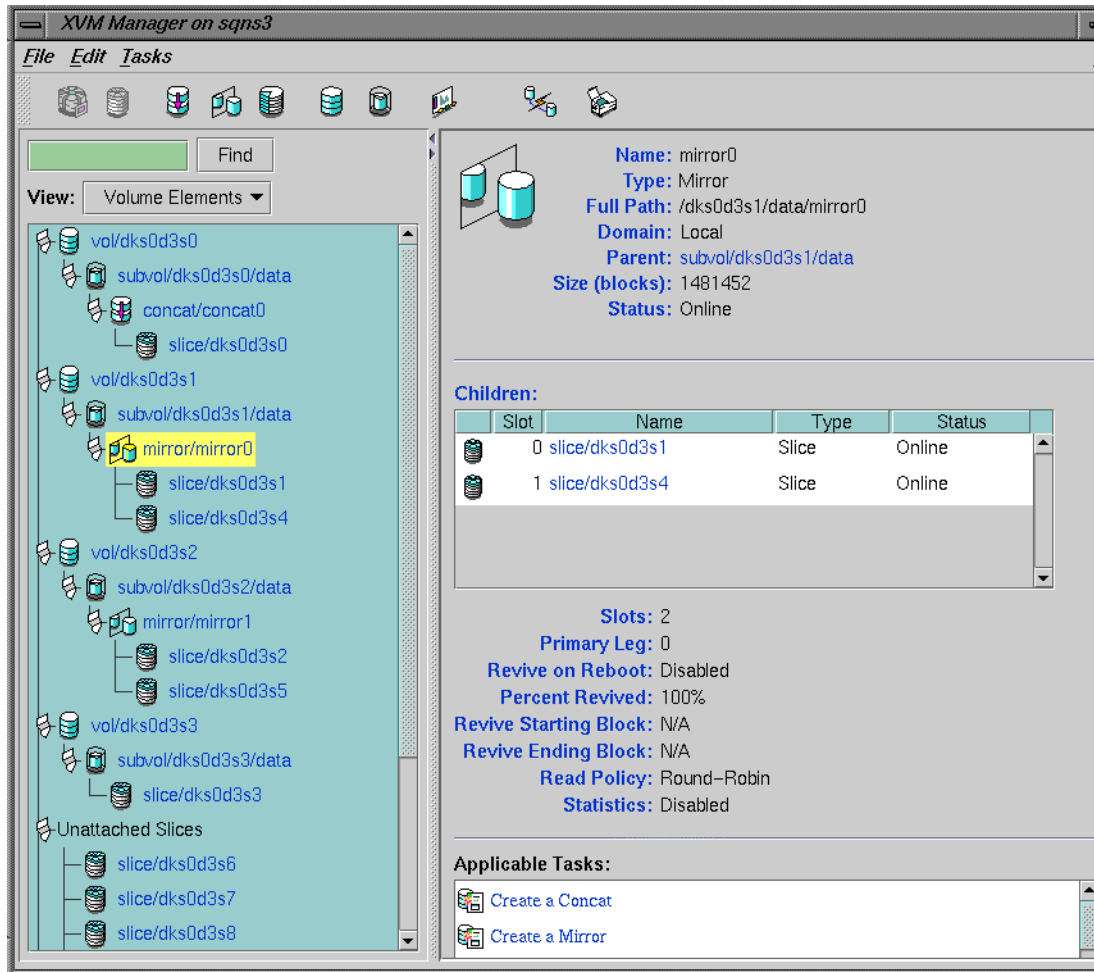 XVM Manager on sqns3
File Edit Tasks
Find
View: Volume Elements
vol/dks0d3s0
subvol/dks0d3s0/data
concat/concat0
slice/dks0d3s0
vol/dks0d3s1
subvol/dks0d3s1/data
mirror/mirror0
slice/dks0d3s1
slice/dks0d3s4
vol/dks0d3s2
subvol/dks0d3s2/data
mirror/mirror1
slice/dks0d3s2
slice/dks0d3s5
vol/dks0d3s3
subvol/dks0d3s3/data
slice/dks0d3s3
Unattached Slices
slice/dks0d3s6
slice/dks0d3s7
slice/dks0d3s8
Name: mirror0
Type: Mirror
Full Path: /dks0d3s1/data/mirror0
Domain: Local
Parent: subvol/dks0d3s1/data
Size (blocks): 1481452
Status: Online
Children:
Slot Name Type Status
0 slice/dks0d3s1 Slice Online
1 slice/dks0d3s4 Slice Online
Slots: 2
Primary Leg: 0
Revive on Reboot: Disabled
Percent Revived: 100%
Revive Starting Block: N/A
Revive Ending Block: N/A
Read Policy: Round-Robin
Statistics: Disabled
Applicable Tasks:
Create a Concat
Create a Mirror